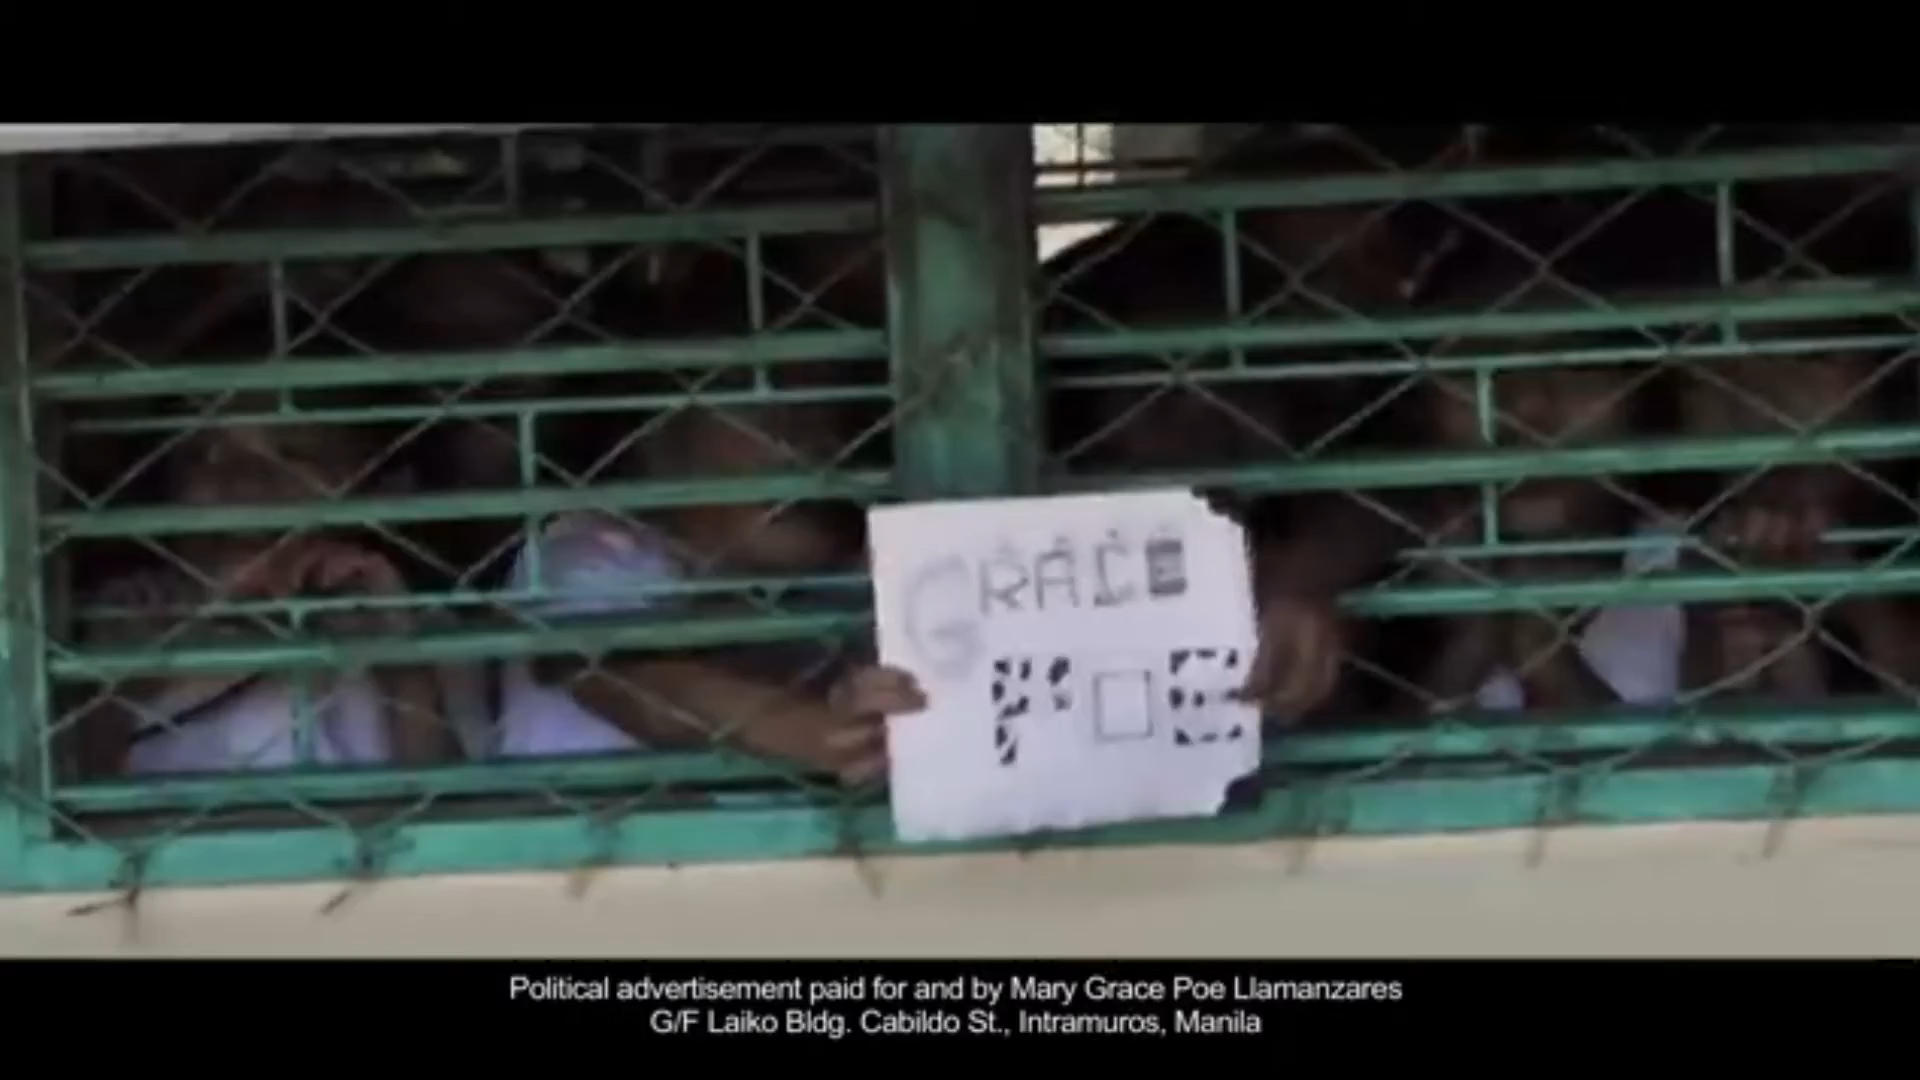 GRACE
POE
Political advertisement paid for and by Mary Grace Poe Llamanzares
G/F Laiko Bldg. Cabildo St., Intramuros, Manila